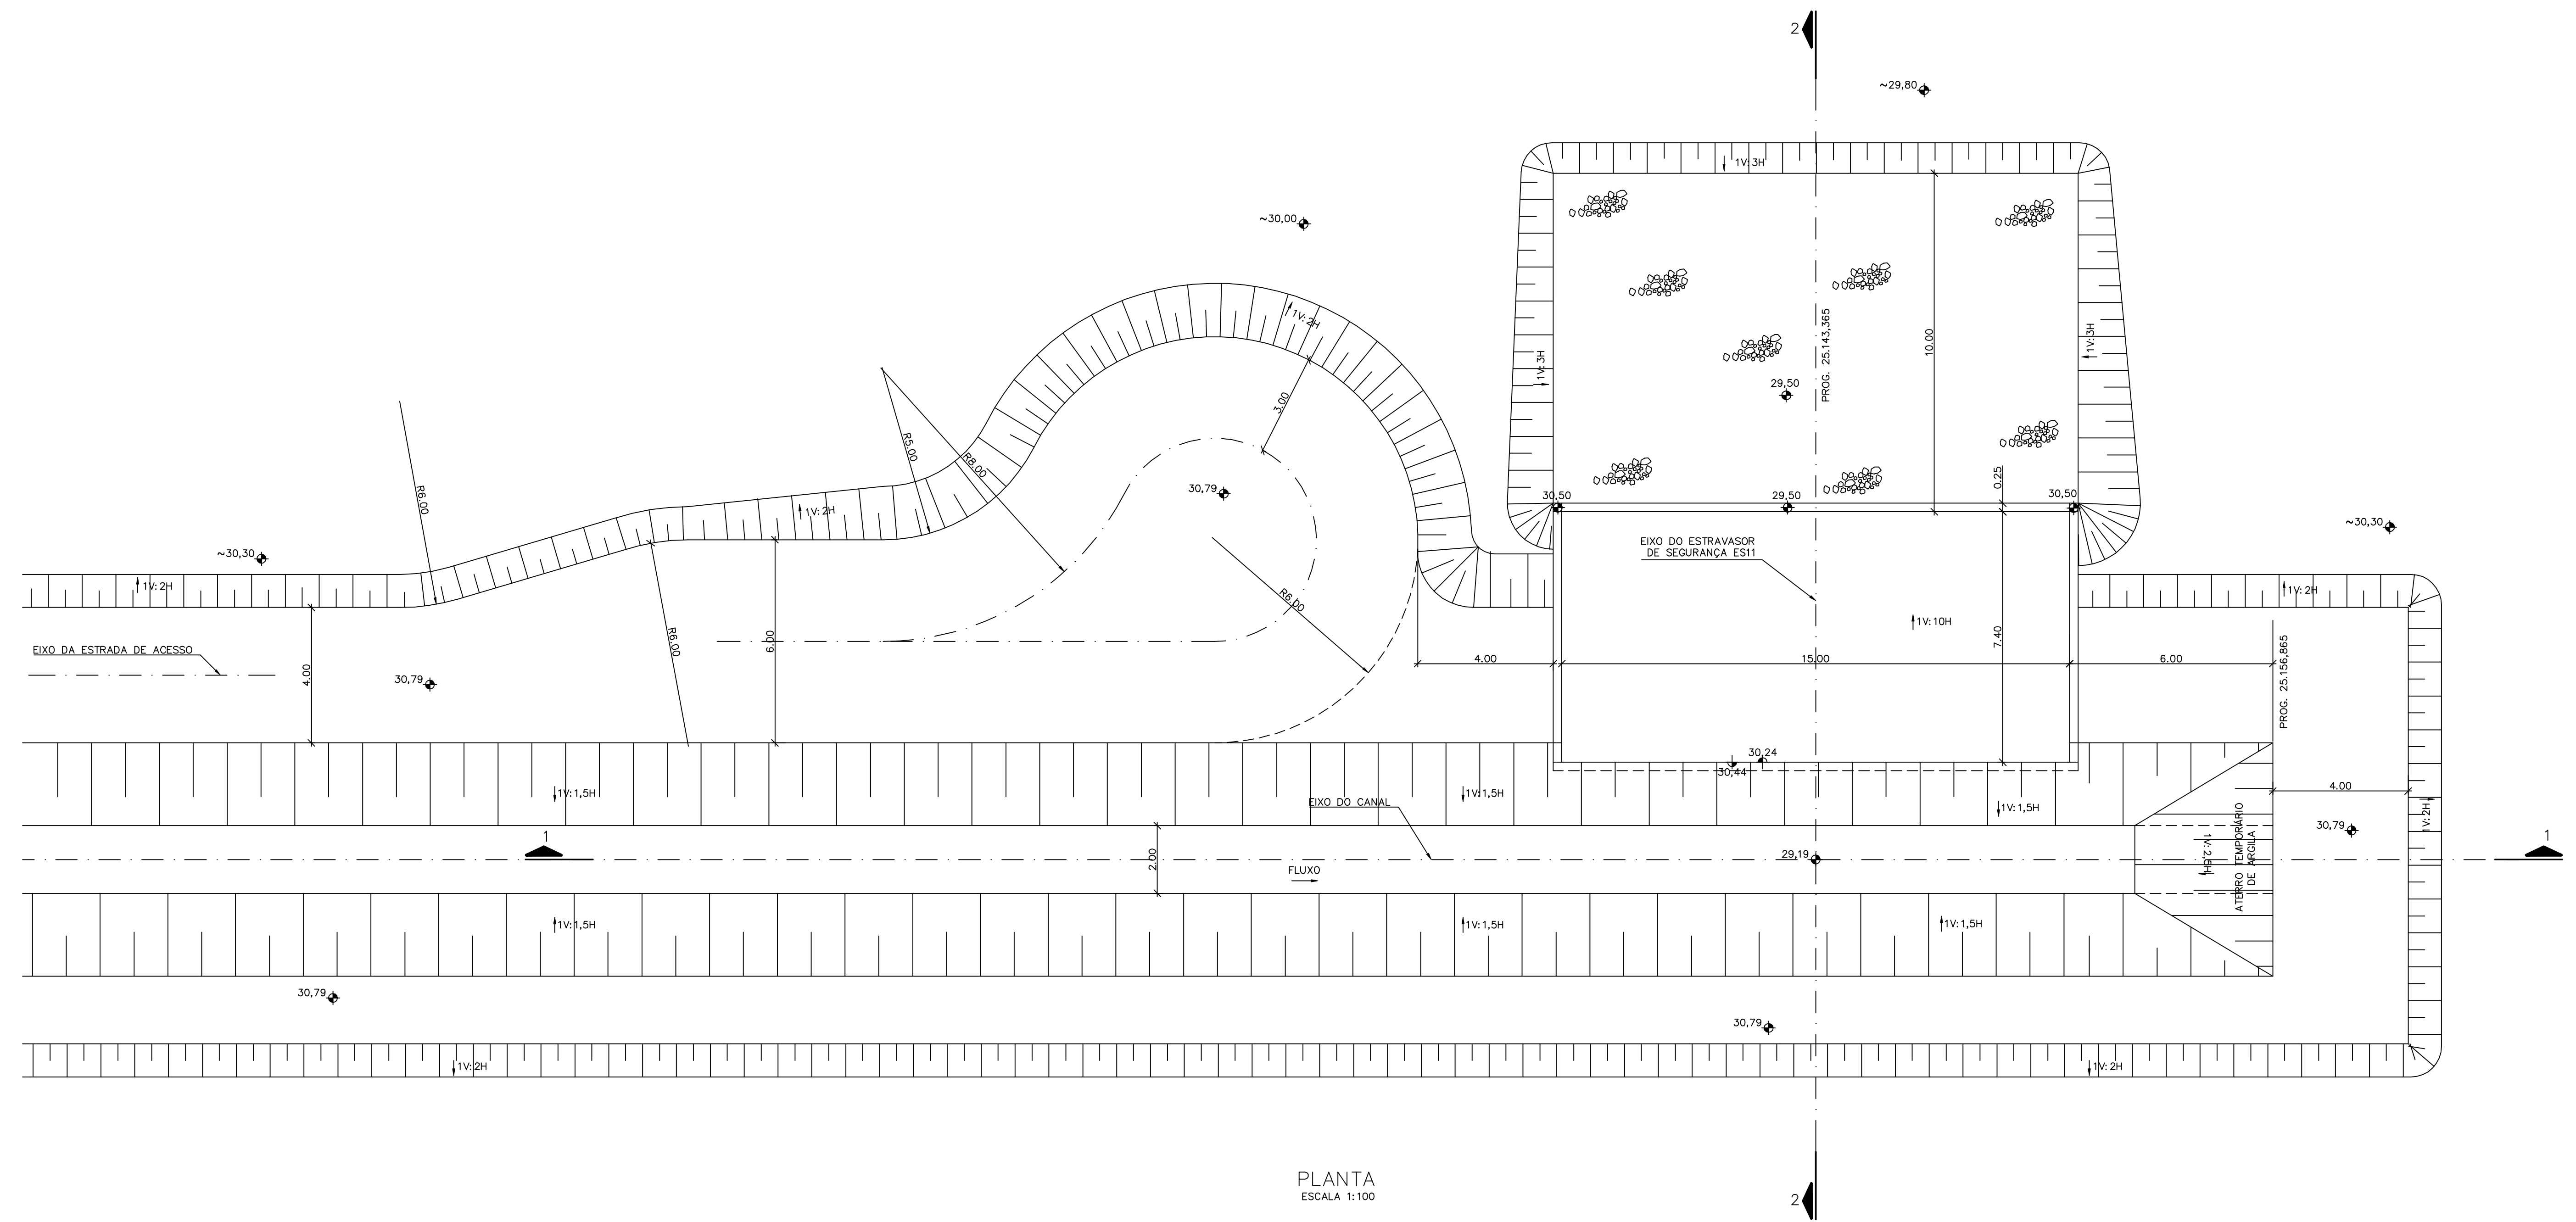 2
~29,80
1V:3H
~30,00
1V:2H
PROG. 25.143,365
10.00
1V:3H
1V:3H
3.00
29,50
R5.00
R8.00
R6.00
0.25
30,79
30,50
29,50
30,50
1V:2H
~30,30
~30,30
EIXO DO ESTRAVASOR
DE SEGURANÇA ES11
1V:2H
1V:2H
R6.00
1V:10H
R6.00
6.00
7.40
EIXO DA ESTRADA DE ACESSO
4.00
15.00
6.00
PROG. 25.156,865
4.00
30,79
30,24
30,44
4.00
1V:1,5H
1V:1,5H
EIXO DO CANAL
1V:1,5H
1V:2H
30,79
1
2.00
29,19
1V:2,5H
ATERRO TEMPORÁRIO
DE ARGILA
1
FLUXO
1V:1,5H
1V:1,5H
1V:1,5H
30,79
30,79
1V:2H
1V:2H
PLANTA
ESCALA 1:100
2